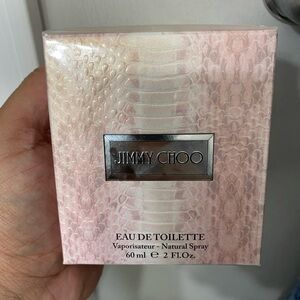 JIMMY CHOO
EAU DE TOILETTE
Vaporisateur - Natural Spray
60 ml ℮ 2 Fl.Oz.